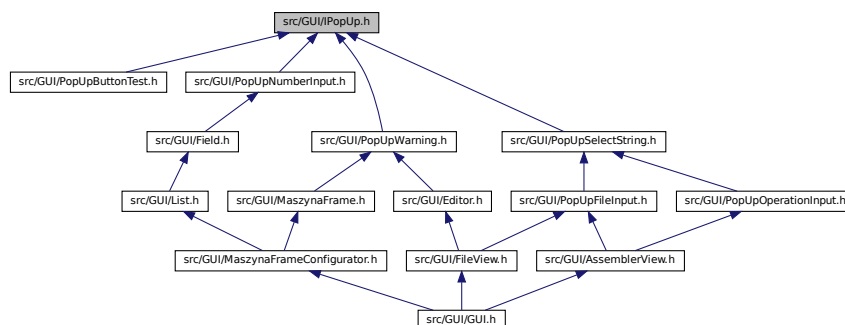 src/GUI/IPopUp.h
src/GUI/PopUpButtonTest.h
src/GUI/PopUpNumberInput.h
src/GUI/Field.h
src/GUI/PopUpWarning.h
src/GUI/PopUpSelectString.h
src/GUI/List.h
src/GUI/MaszynaFrame.h
src/GUI/Editor.h
src/GUI/PopUpFileInput.h
src/GUI/PopUpOperationInput.h
src/GUI/MaszynaFrameConfigurator.h
src/GUI/FileView.h
src/GUI/AssemblerView.h
src/GUI/GUI.h